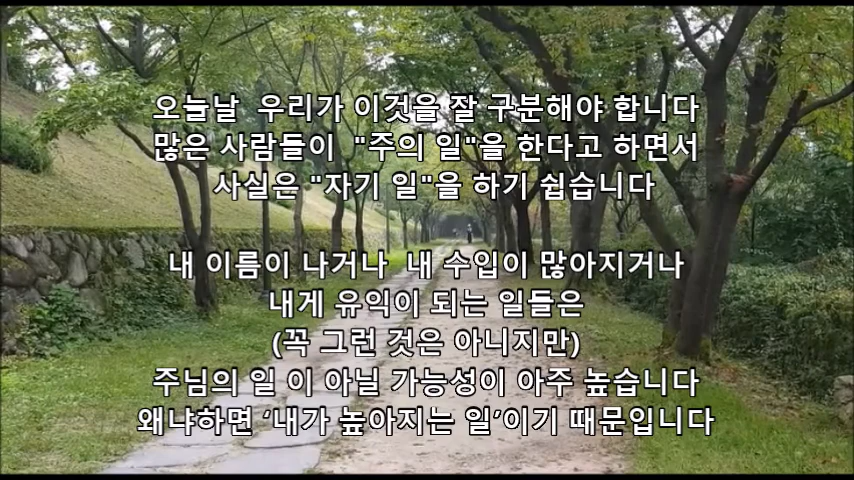 오늘날  우리가 이것을 잘 구분해야 합니다
많은 사람들이  "주의 일"을 한다고 하면서
사실은 "자기 일"을 하기 쉽습니다
내 이름이 나거나  내 수입이 많아지거나
내게 유익이 되는 일들은
(꼭 그런 것은 아니지만)
주님의 일 이 아닐 가능성이 아주 높습니다
왜냐하면 ‘내가 높아지는 일’이기 때문입니다